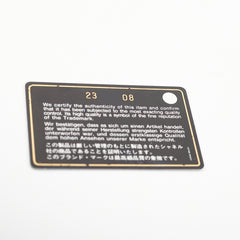 23 08
We certify the authenticity of this item and confirm
that it has been subjected to the most exacting quality
control. Its high quality is a symbol of the fine reputation
of the Trademark.
Wir bestätigen, dass es sich um einen Artikel handelt
der während seiner Herstellung strengsten Kontrollen
unterworfen war, und dessen erstklassige Qualität
dem hohen Ansehen unserer Marke entspricht.
この製品は厳しい管理のもとに製造されたシャネル
社の商品であることを証明いたします。
このブランド・マークは最高級品質の象徴です。